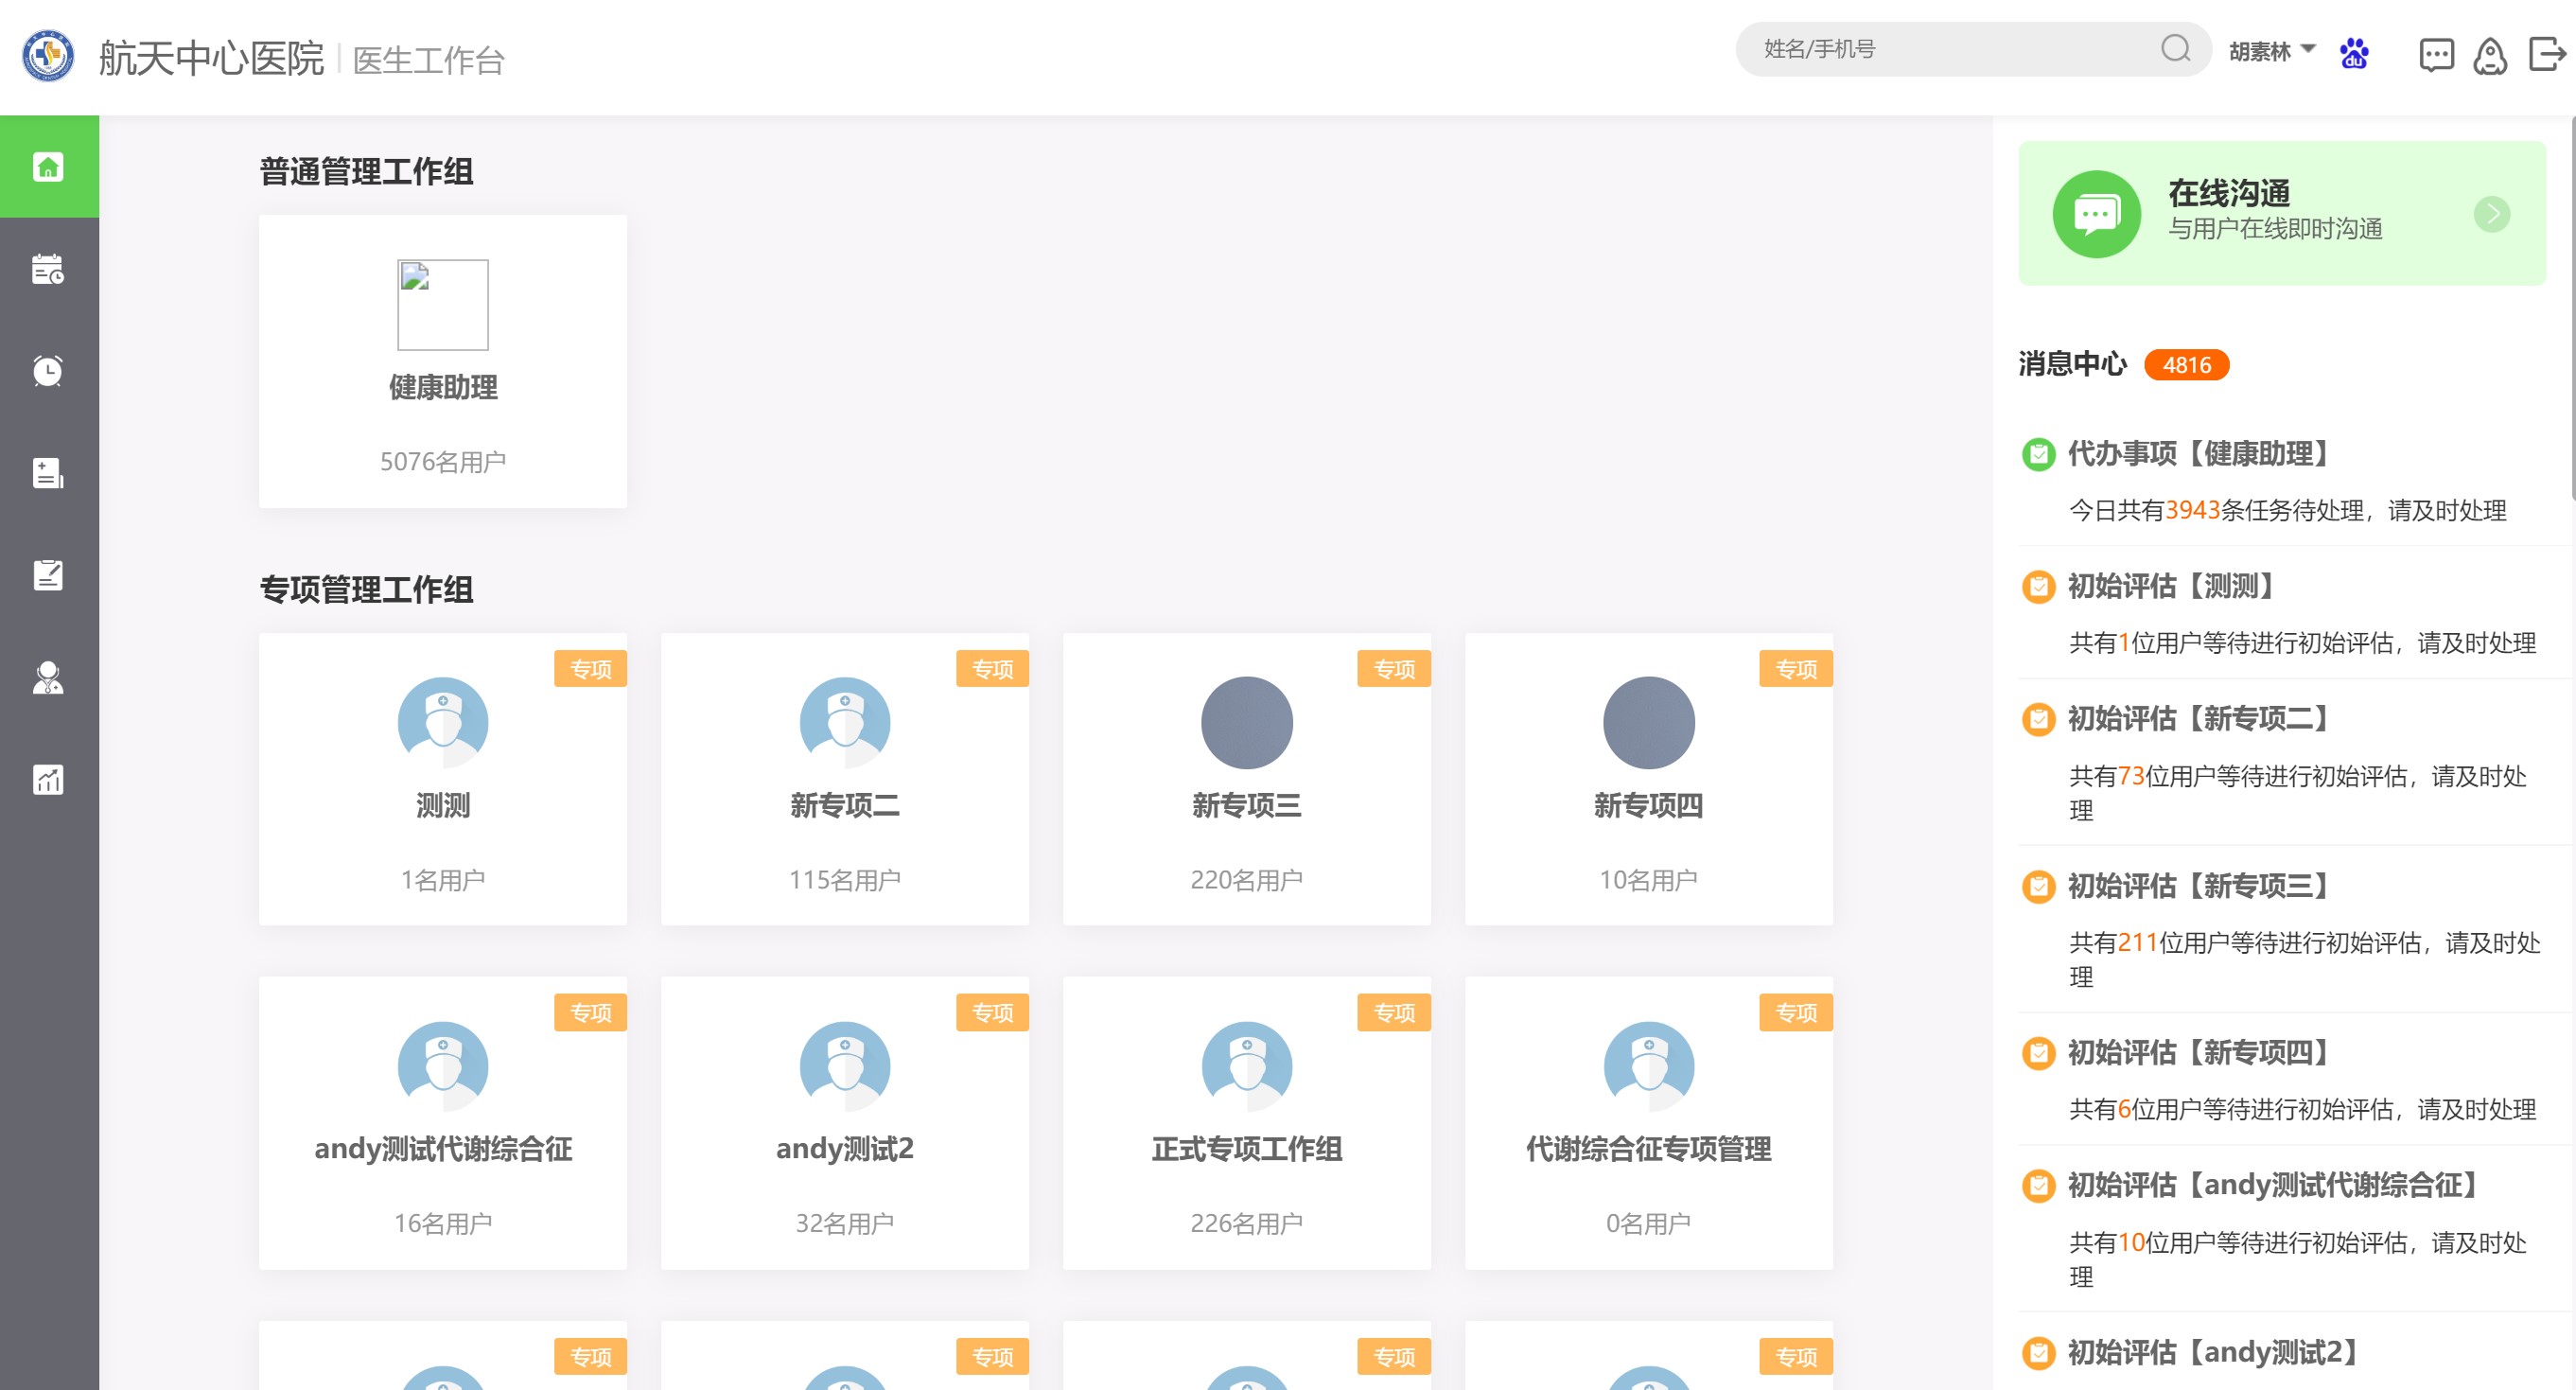 航天中心医院 | 医生工作台
姓名/手机号
胡素林
du
普通管理工作组
健康助理
5076名用户
专项管理工作组
专项
测测
1名用户
专项
新专项二
115名用户
专项
新专项三
220名用户
专项
新专项四
10名用户
专项
andy测试代谢综合征
16名用户
专项
andy测试2
32名用户
专项
正式专项工作组
226名用户
专项
代谢综合征专项管理
0名用户
专项
专项
专项
专项
在线沟通
与用户在线即时沟通
消息中心 4816
代办事项【健康助理】
今日共有3943条任务待处理，请及时处理
初始评估【测测】
共有1位用户等待进行初始评估，请及时处理
初始评估【新专项二】
共有73位用户等待进行初始评估，请及时处
理
初始评估【新专项三】
共有211位用户等待进行初始评估，请及时处
理
初始评估【新专项四】
共有6位用户等待进行初始评估，请及时处理
初始评估【andy测试代谢综合征】
共有10位用户等待进行初始评估，请及时处
理
初始评估【andy测试2】